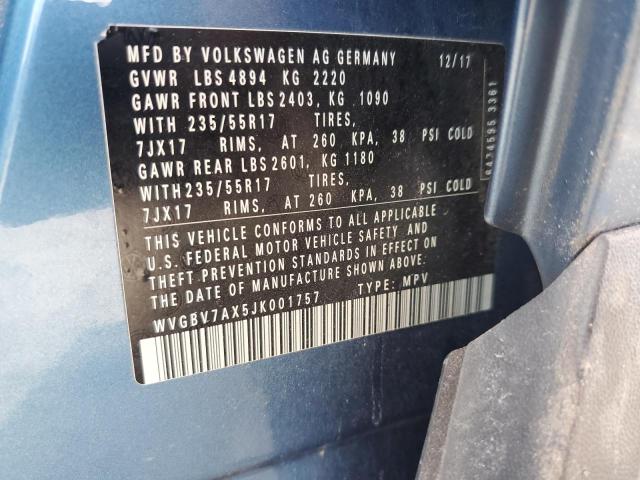 MFD BY VOLKSWAGEN AG GERMANY 12/17
GVWR LBS 4894 KG 2220
GAWR FRONT LBS 2403, KG 1090
WITH 235/55R17 TIRES,
7JX17 RIMS, AT 260 KPA, 38 PSI COLD
GAWR REAR LBS 2601, KG 1180
WITH 235/55R17 TIRES,
7JX17 RIMS, AT 260 KPA, 38 PSI COLD
THIS VEHICLE CONFORMS TO ALL APPLICABLE
U.S. FEDERAL MOTOR VEHICLE SAFETY AND
THEFT PREVENTION STANDARDS IN EFFECT ON
THE DATE OF MANUFACTURE SHOWN ABOVE.
WVGBV7AX5JK001757 TYPE: MPV
3361